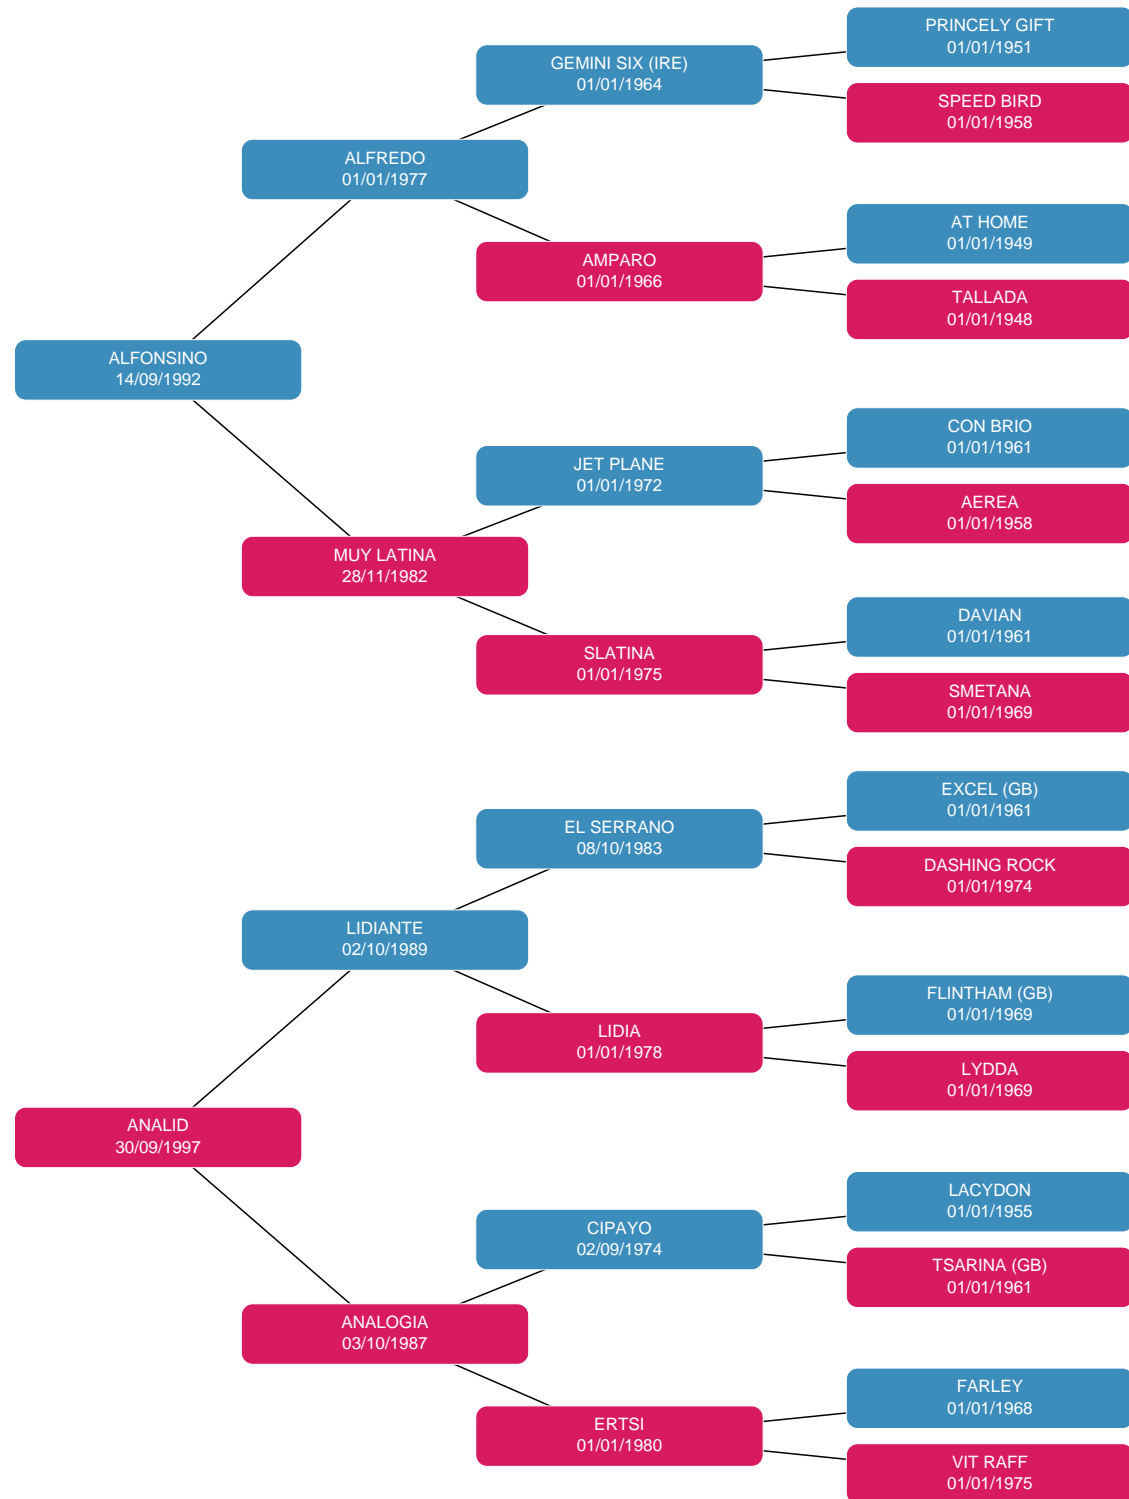 PRINCELY GIFT
01/01/1951
GEMINI SIX (IRE)
01/01/1964
SPEED BIRD
01/01/1958
ALFREDO
01/01/1977
AT HOME
01/01/1949
AMPARO
01/01/1966
TALLADA
01/01/1948
ALFONSINO
14/09/1992
CON BRIO
01/01/1961
JET PLANE
01/01/1972
AEREA
01/01/1958
MUY LATINA
28/11/1982
DAVIAN
01/01/1961
SLATINA
01/01/1975
SMETANA
01/01/1969
EXCEL (GB)
01/01/1961
EL SERRANO
08/10/1983
DASHING ROCK
01/01/1974
LIDIANTE
02/10/1989
FLINTHAM (GB)
01/01/1969
LIDIA
01/01/1978
LYDDA
01/01/1969
ANALID
30/09/1997
LACYDON
01/01/1955
CIPAYO
02/09/1974
TSARINA (GB)
01/01/1961
ANALOGIA
03/10/1987
FARLEY
01/01/1968
ERTSI
01/01/1980
VIT RAFF
01/01/1975